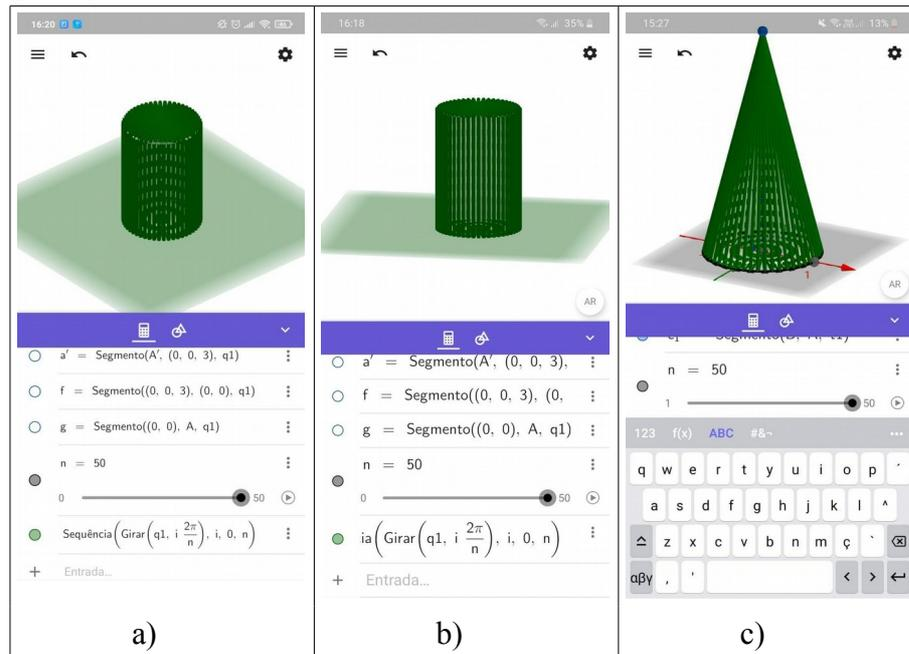 16:20
a' = Segmento(A', (0, 0, 3), q1)
f = Segmento((0, 0, 3), (0, 0), q1)
g = Segmento((0, 0), A, q1)
n = 50
0 50
Sequência(Girar(q1, i 2π/n), i, 0, n)
+ Entrada...
a)
16:18 35%
AR
a' = Segmento(A', (0, 0, 3),
f = Segmento((0, 0, 3), (0,
g = Segmento((0, 0), A, q1)
n = 50
0 50
ia(Girar(q1, i 2π/n), i, 0, n)
+ Entrada...
b)
15:27 13%
1
AR
n = 50
1 50
123 f(x) ABC #&¬ ...
q w e r t y u i o p ´
a s d f g h j k l ^
z x c v b n m ç `
αβγ , ' < >
c)